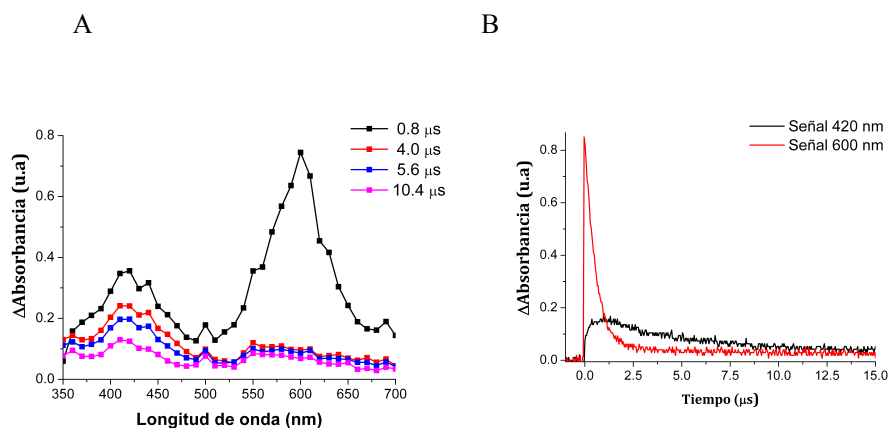 A
B
ΔAbsorbancia (u.a)
0.8
0.6
0.4
0.2
0.0
350 400 450 500 550 600 650 700
Longitud de onda (nm)
0.8 μs
4.0 μs
5.6 μs
10.4 μs
ΔAbsorbancia (u.a)
0.8
0.6
0.4
0.2
0.0
0.0 2.5 5.0 7.5 10.0 12.5 15.0
Tiempo (μs)
Señal 420 nm
Señal 600 nm